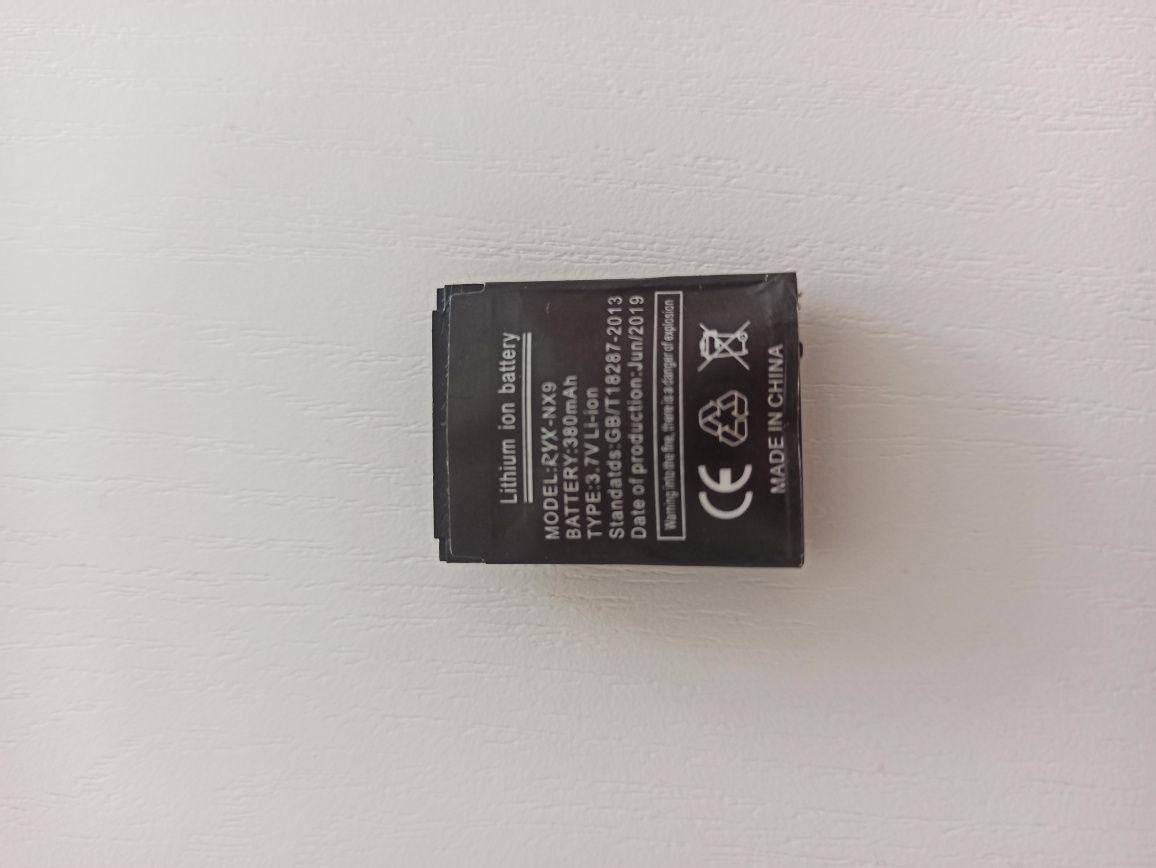 Lithium ion battery
MODEL:RYX-NX9
BATTERY:380mAh
TYPE:3.7V Li-ion
Standatds:GB/T18287-2013
Date of production:Jun/2019
Warning into the fire, there is a danger of explosion
CE
MADE IN CHINA